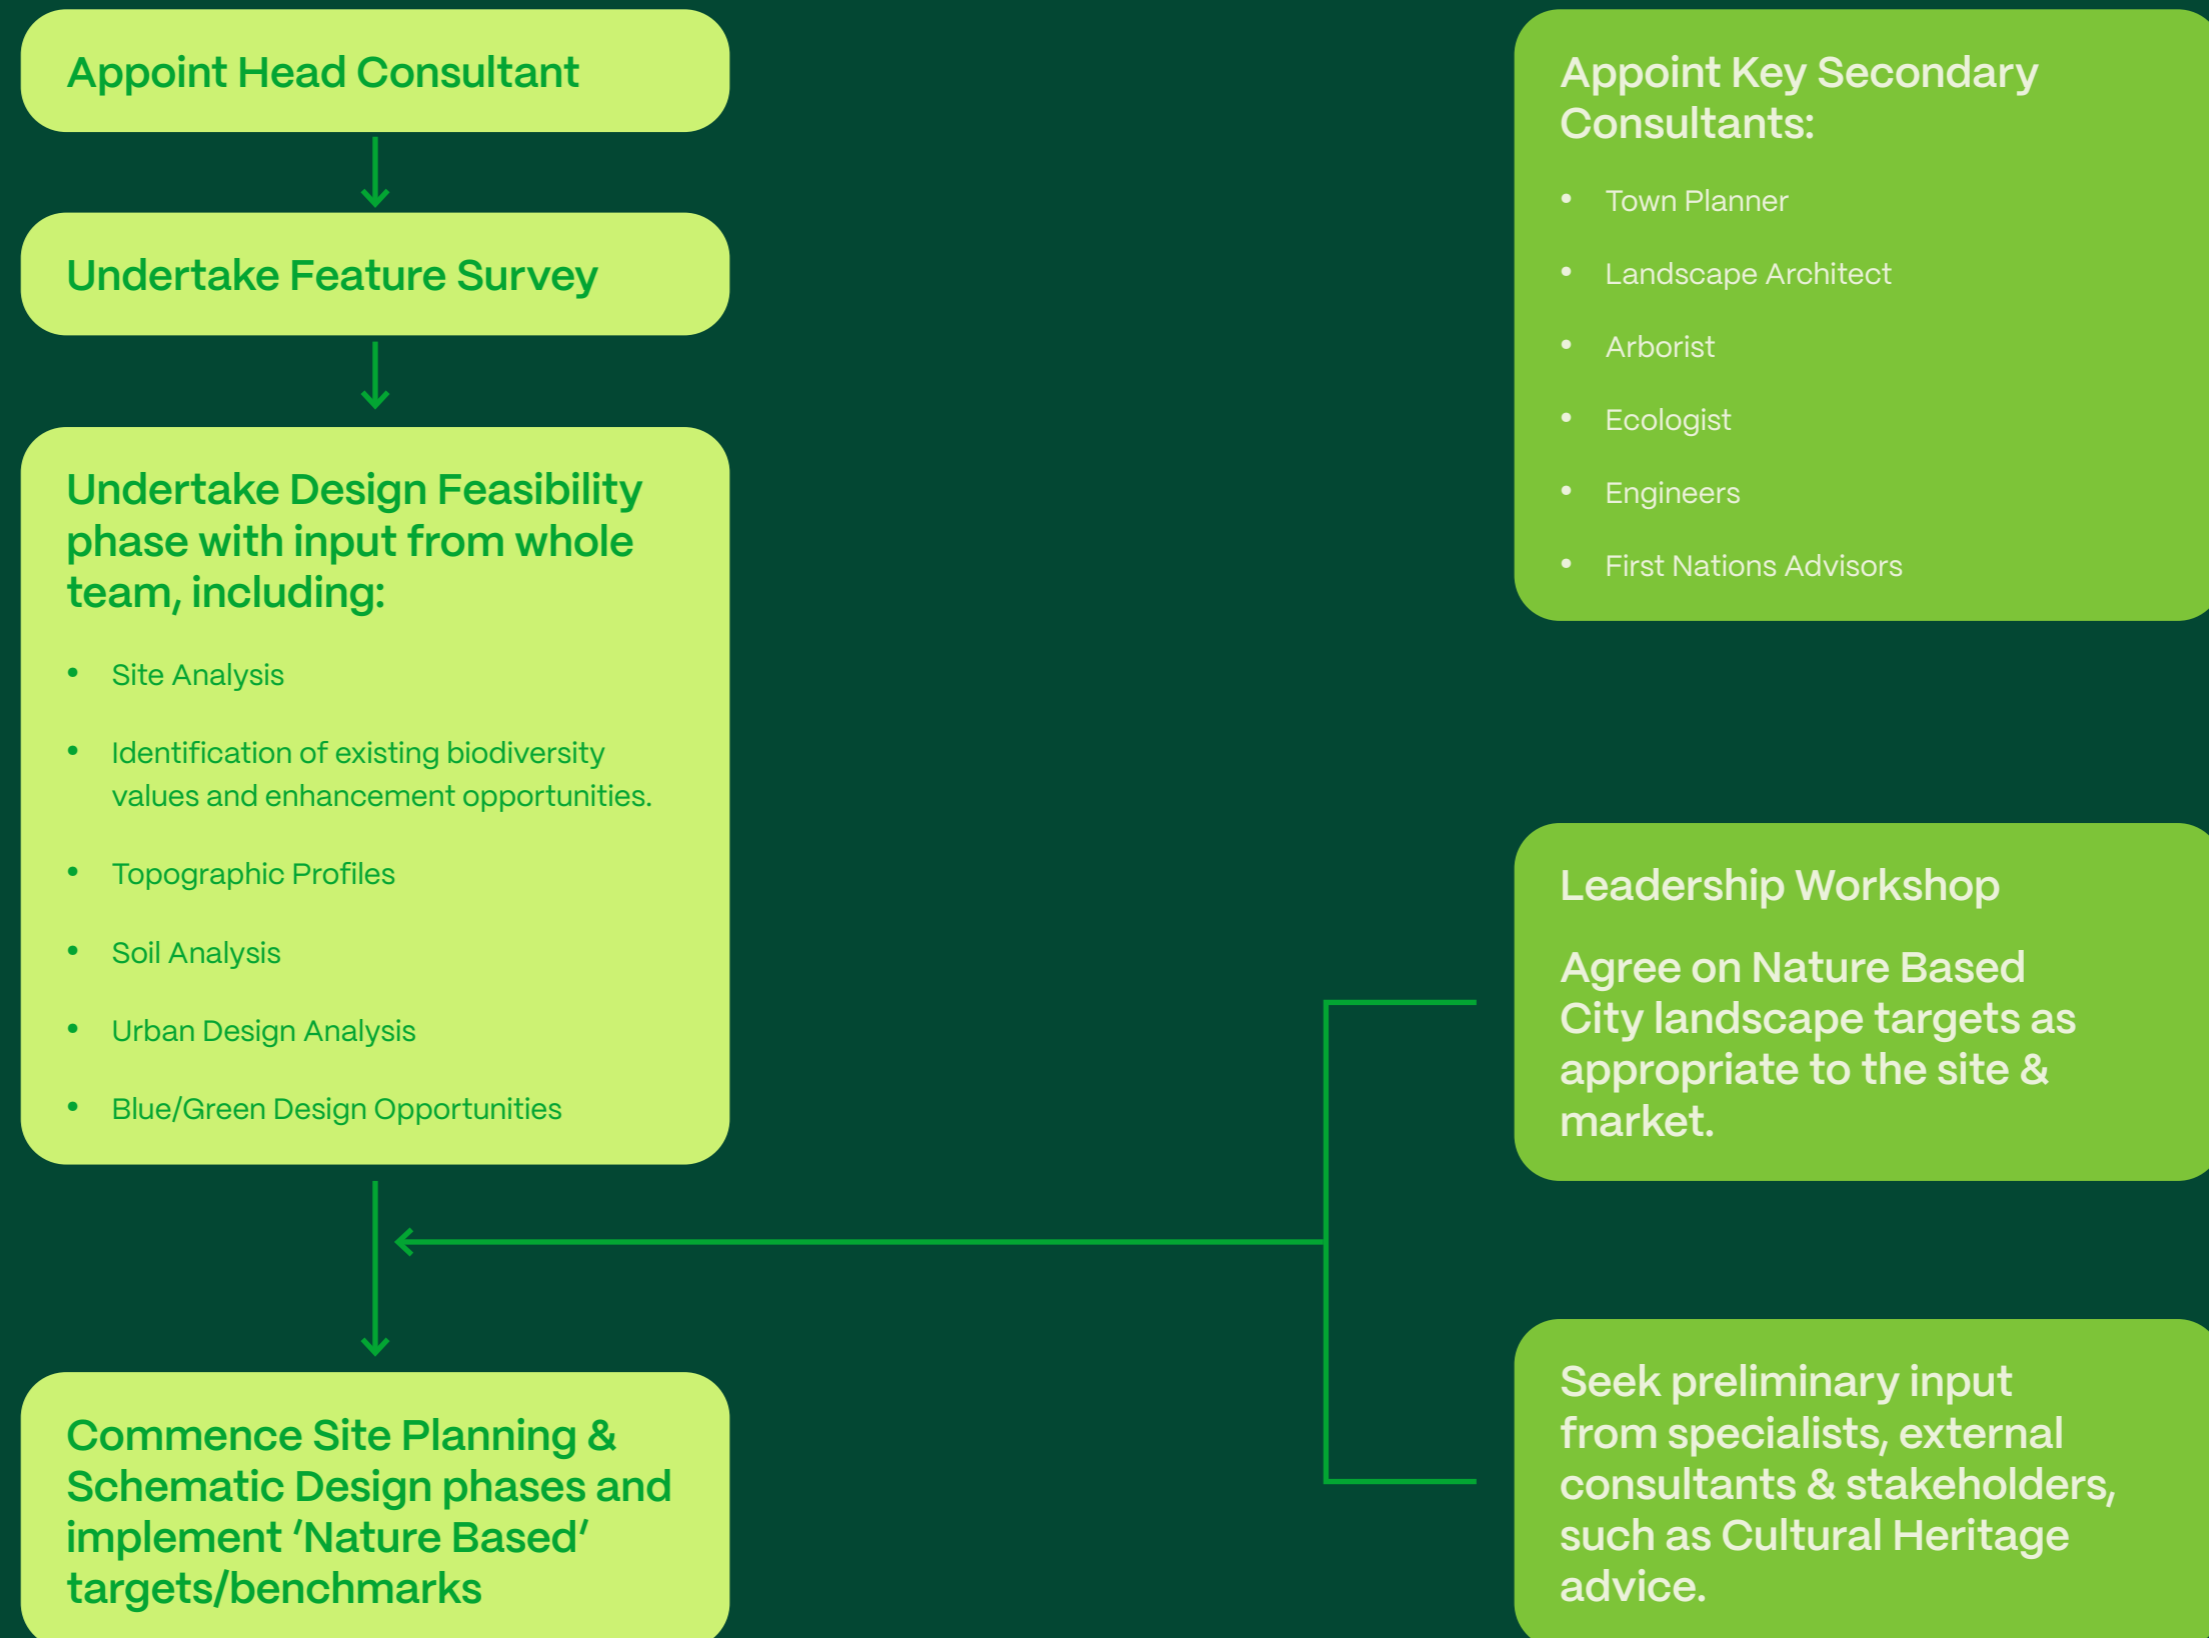 Appoint Head Consultant
Undertake Feature Survey
Undertake Design Feasibility
phase with input from whole
team, including:
• Site Analysis
• Identification of existing biodiversity
values and enhancement opportunities.
• Topographic Profiles
• Soil Analysis
• Urban Design Analysis
• Blue/Green Design Opportunities
Commence Site Planning &
Schematic Design phases and
implement ‘Nature Based’
targets/benchmarks
Appoint Key Secondary
Consultants:
• Town Planner
• Landscape Architect
• Arborist
• Ecologist
• Engineers
• First Nations Advisors
Leadership Workshop
Agree on Nature Based
City landscape targets as
appropriate to the site &
market.
Seek preliminary input
from specialists, external
consultants & stakeholders,
such as Cultural Heritage
advice.